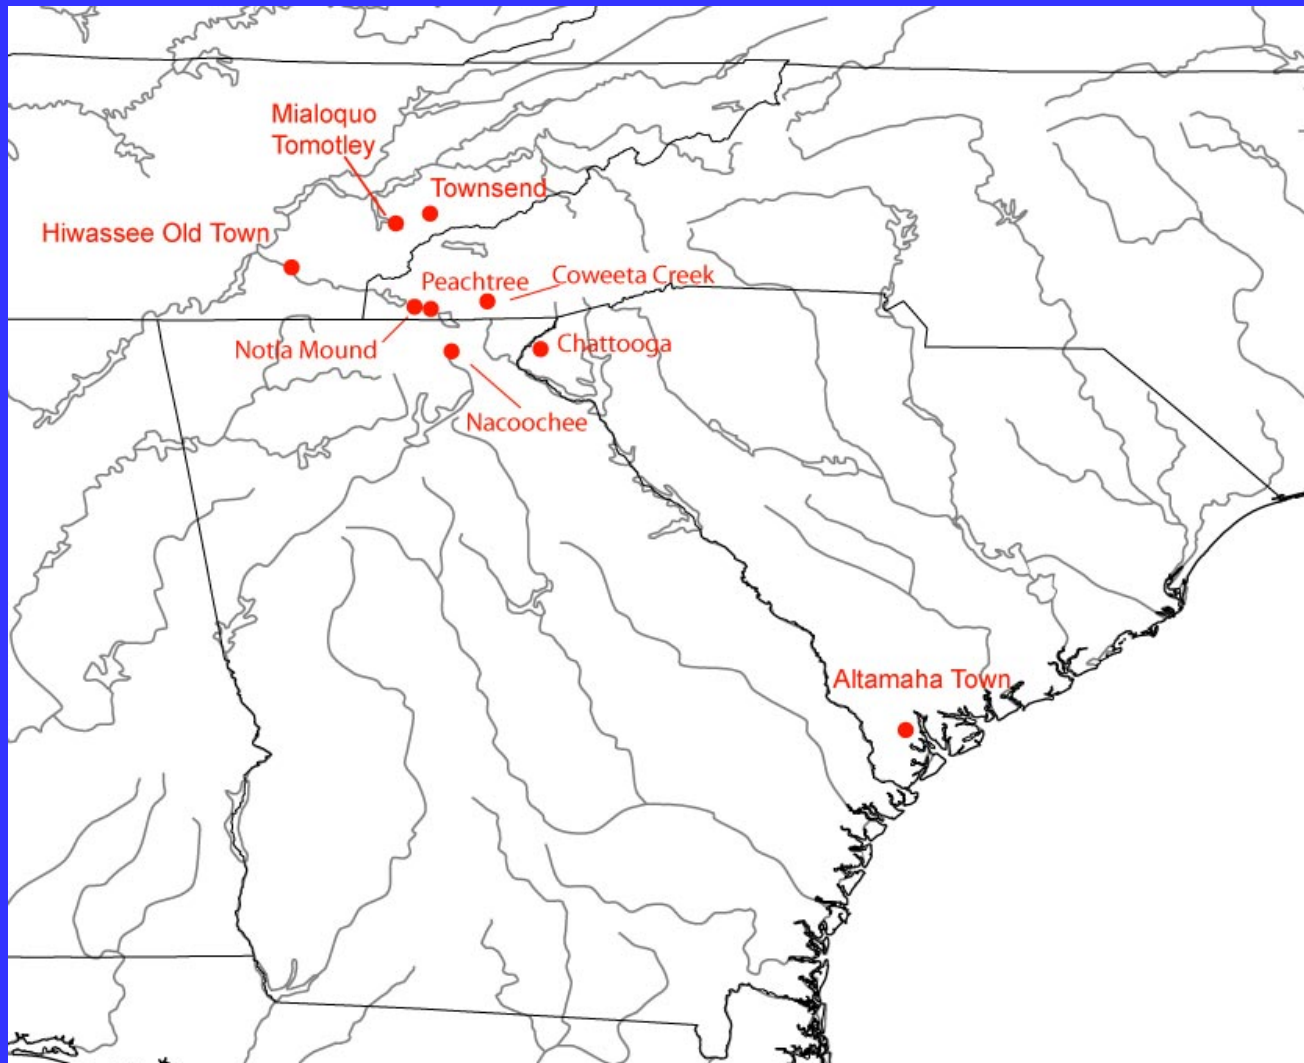 Mialoquo
Tomotley
Townsend
Hiwassee Old Town
Peachtree
Coweeta Creek
Notla Mound
Chattooga
Nacoochee
Altamaha Town